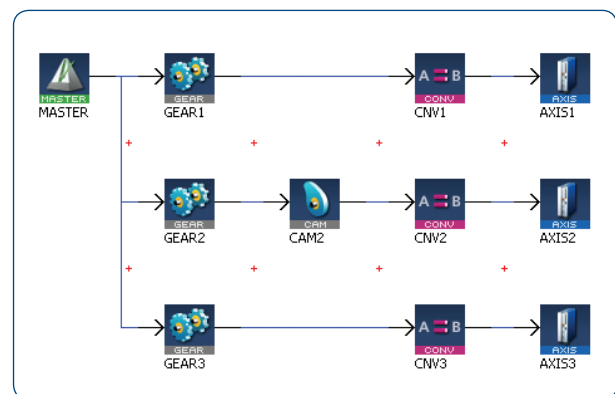 MASTER
MASTER
GEAR
GEAR1
A B
CONV
CNV1
AXIS
AXIS1
GEAR
GEAR2
CAM
CAM2
A B
CONV
CNV2
AXIS
AXIS2
GEAR
GEAR3
A B
CONV
CNV3
AXIS
AXIS3